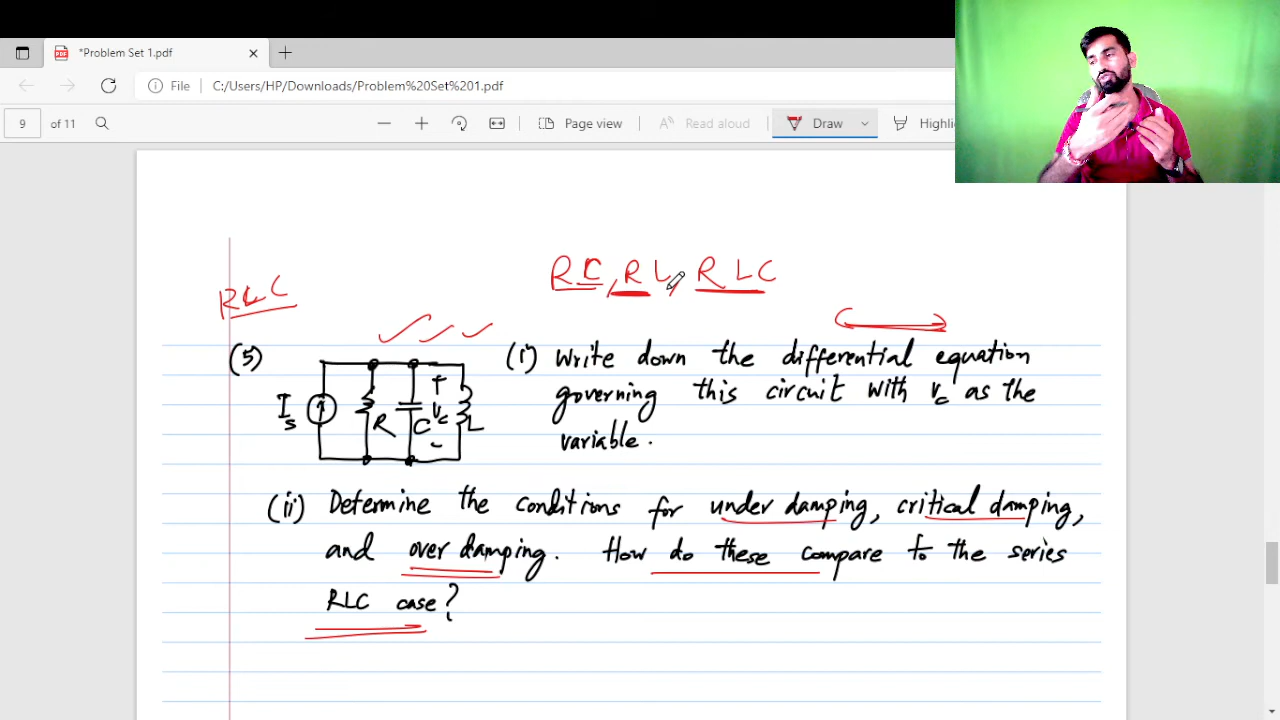 *Problem Set 1.pdf
File C:/Users/HP/Downloads/Problem%20Set%201.pdf
9 of 11 Page view Read aloud Draw Highli
RC, RL, RLC
RLC
(5) (i) Write down the differential equation
governing this circuit with vc as the
variable.
Is R C + vc - L
(ii) Determine the conditions for under damping, critical damping,
and over damping. How do these compare to the series
RLC case?